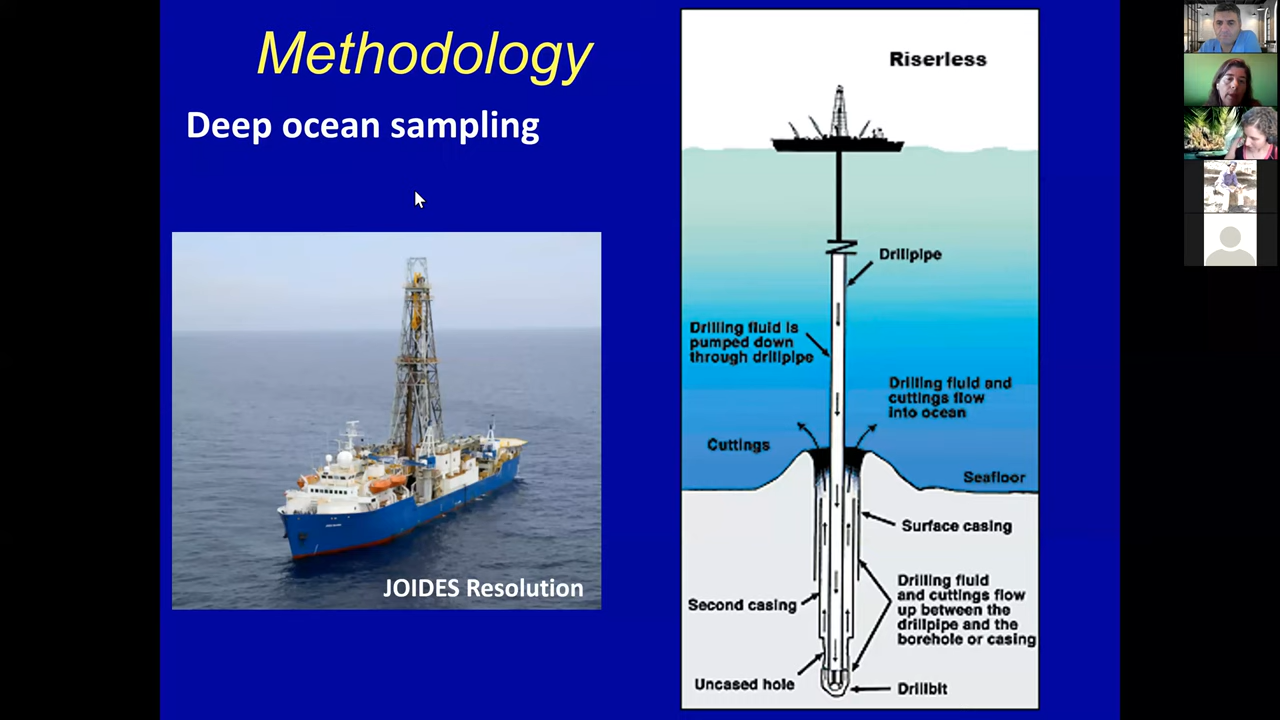 Methodology
Deep ocean sampling
JOIDES Resolution
Riserless
Drillpipe
Drilling fluid is
pumped down
through drillpipe
Drilling fluid and
cuttings flow
into ocean
Cuttings
Seafloor
Surface casing
Drilling fluid
and cuttings flow
up between the
drillpipe and the
borehole or casing
Second casing
Uncased hole
Drillbit